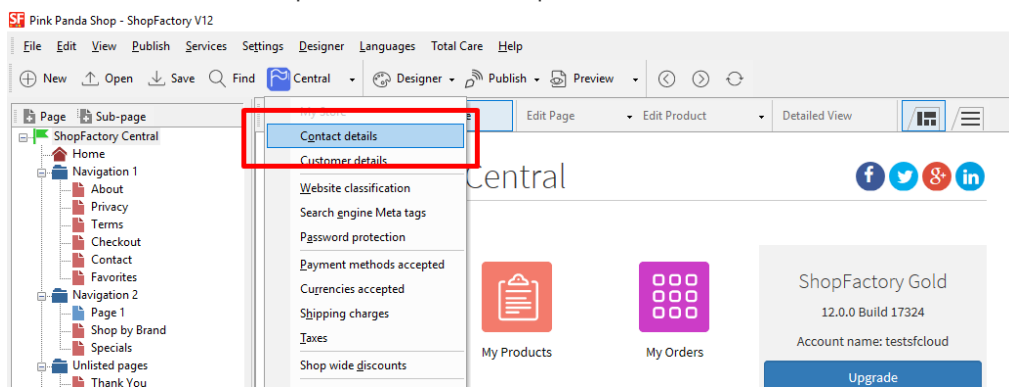 Pink Panda Shop - ShopFactory V12
File Edit View Publish Services Settings Designer Languages Total Care Help
New Open Save Find Central Designer Publish Preview
Page Sub-page
My Store
Edit Page Edit Product Detailed View
ShopFactory Central
Home
Navigation 1
About
Privacy
Terms
Checkout
Contact
Favorites
Navigation 2
Page 1
Shop by Brand
Specials
Unlisted pages
Thank You
Contact details
Customer details
Website classification
Search engine Meta tags
Password protection
Payment methods accepted
Currencies accepted
Shipping charges
Taxes
Shop wide discounts
Central
My Products
My Orders
ShopFactory Gold
12.0.0 Build 17324
Account name: testsfcloud
Upgrade